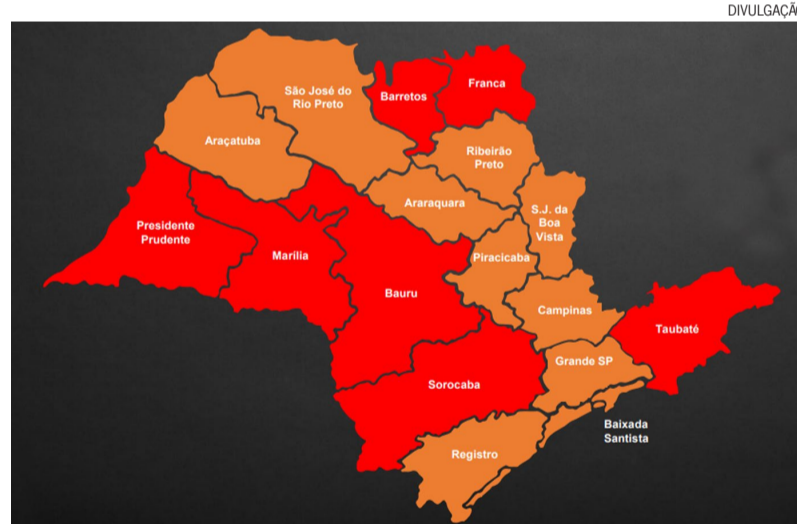 DIVULGAÇÃO
São José do
Rio Preto
Barretos
Franca
Araçatuba
Ribeirão
Preto
Araraquara
S.J. da
Boa
Vista
Presidente
Prudente
Marília
Piracicaba
Bauru
Campinas
Taubaté
Grande SP
Sorocaba
Baixada
Santista
Registro